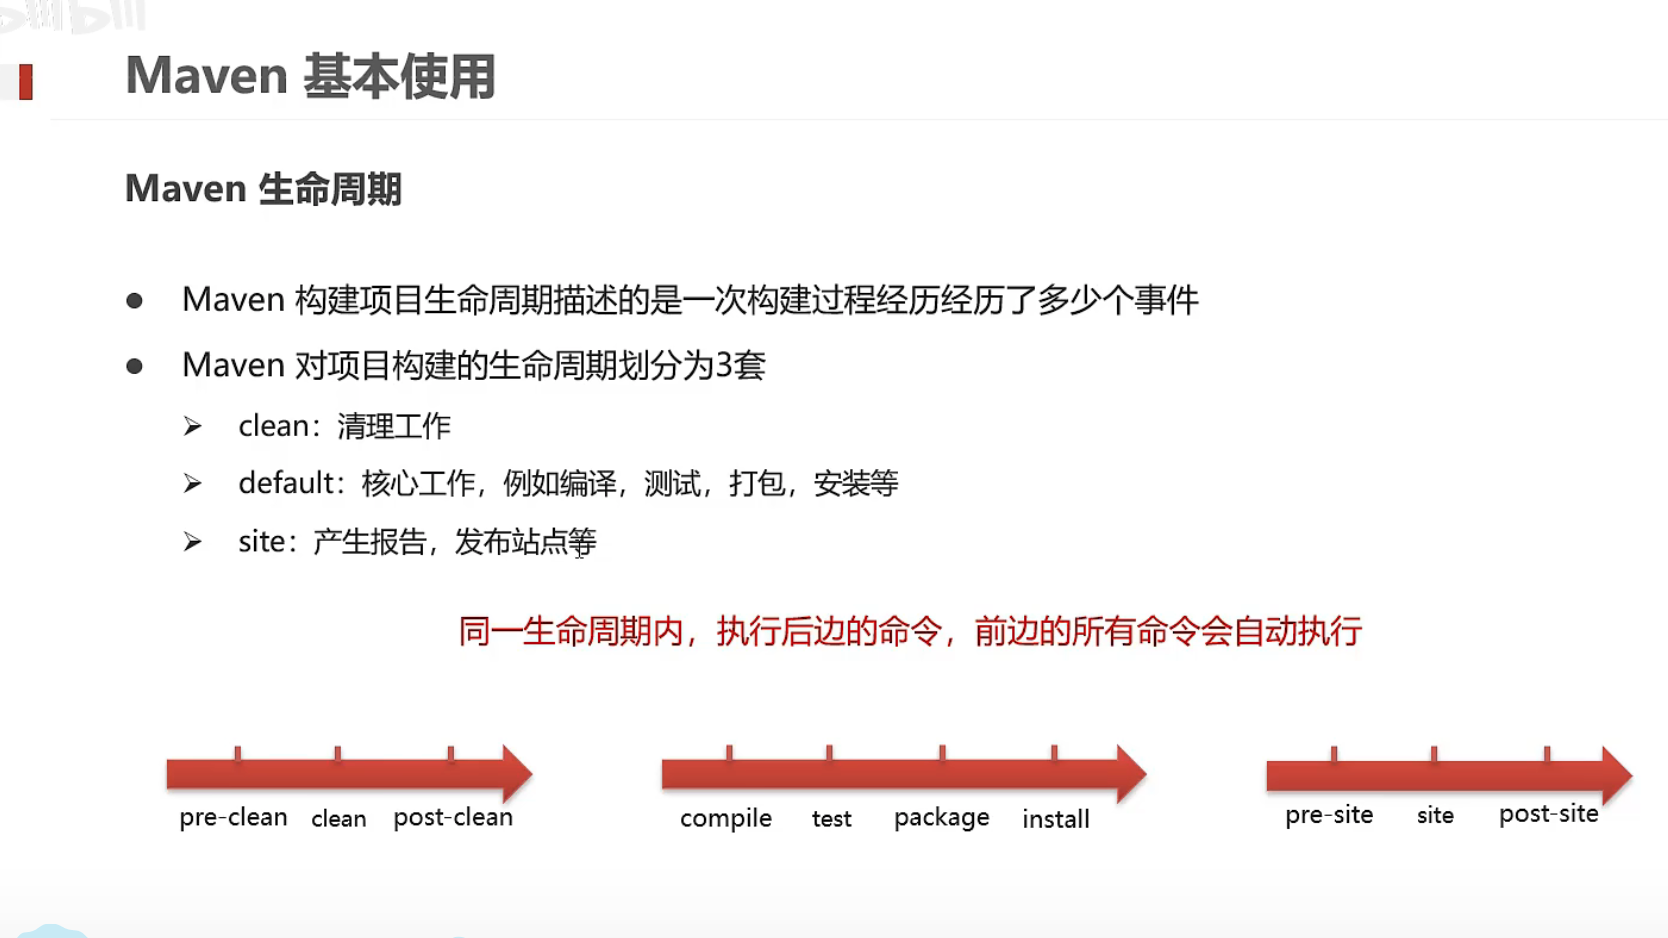 Maven 基本使用
Maven 生命周期
● Maven 构建项目生命周期描述的是一次构建过程经历经历了多少个事件
● Maven 对项目构建的生命周期划分为3套
➢ clean：清理工作
➢ default：核心工作，例如编译，测试，打包，安装等
➢ site：产生报告，发布站点等
同一生命周期内，执行后边的命令，前边的所有命令会自动执行
pre-clean clean post-clean
compile test package install
pre-site site post-site